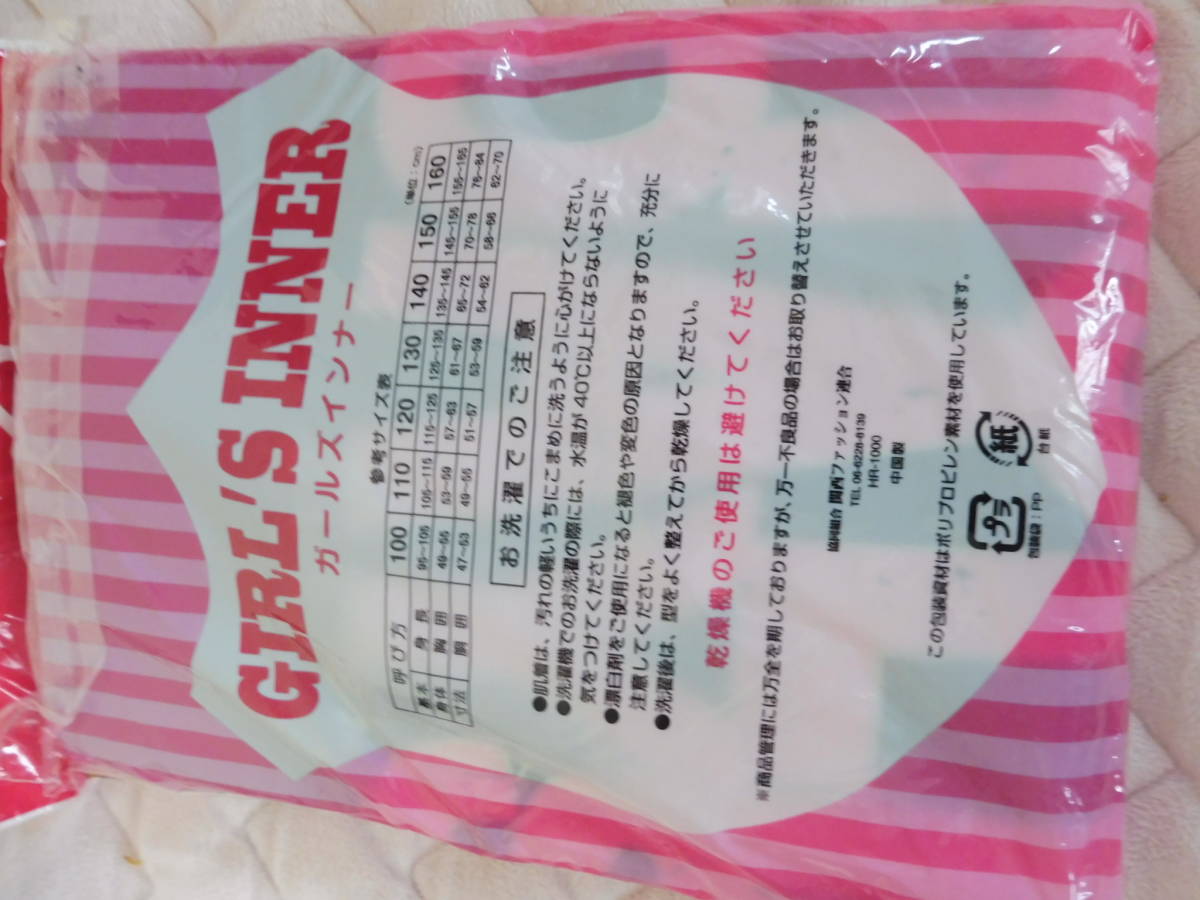 GIRL'S INNER
ガールズインナー
参考サイズ表
(単位:cm)
呼び方 100 110 120 130 140 150 160
基本身体寸法 身長 95~105 105~115 115~125 125~135 135~145 145~155 155~165
胸囲 49~55 53~59 57~63 61~67 65~72 70~78 76~84
胴囲 47~53 49~55 51~57 53~59 54~62 58~66 62~70
お洗濯でのご注意
●肌着は、汚れの軽いうちにこまめに洗うように心がけてください。
●洗濯機でのお洗濯の際には、水温が40℃以上にならないように
気をつけてください。
●漂白剤をご使用になると褪色や変色の原因となりますので、充分に
注意してください。
●洗濯後は、型をよく整えてから乾燥してください。
乾燥機のご使用は避けてください
※商品管理には万全を期しておりますが、万一不良品の場合はお取り替えさせていただきます。
協同組合 関西ファッション連合
TEL 06-6228-8139
HR-1000
中国製
この包装資材はポリプロピレン素材を使用しています。
プラ 紙
包装袋:PP 台紙